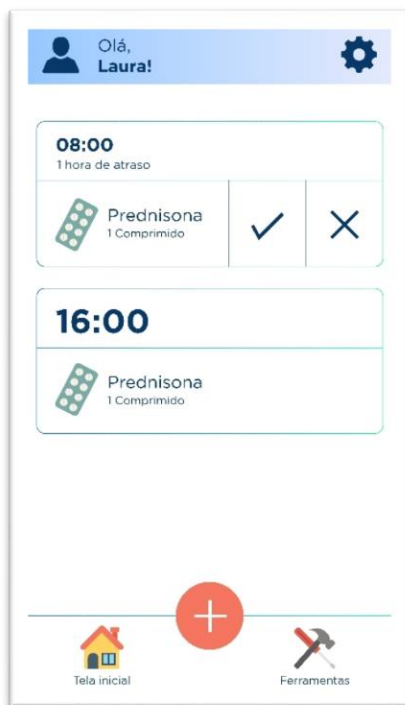 Olá,
Laura!
08:00
1 hora de atraso
Prednisona
1 Comprimido
16:00
Prednisona
1 Comprimido
Tela inicial
Ferramentas